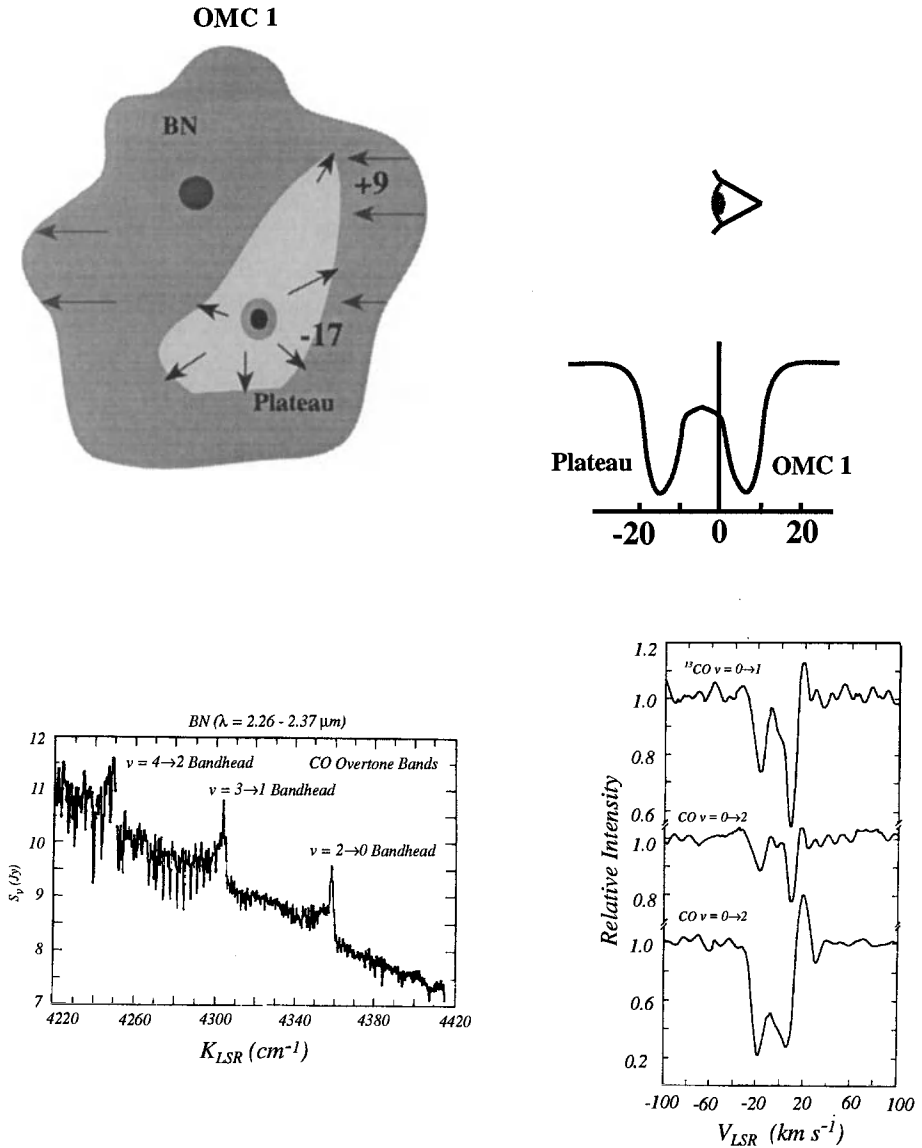 OMC 1
BN
+9
-17
Plateau
Plateau
OMC 1
-20 0 20
BN (λ = 2.26 - 2.37 μm)
12
11
10
9
8
7
S_ν (Jy)
v = 4→2 Bandhead
CO Overtone Bands
v = 3→1 Bandhead
v = 2→0 Bandhead
4220 4260 4300 4340 4380 4420
K_LSR (cm⁻¹)
1.2
¹³CO v = 0→1
1.0
0.8
0.6
CO v = 0→2
1.0
0.8
CO v = 0→2
1.0
0.6
0.2
Relative Intensity
-100 -60 -20 20 60 100
V_LSR (km s⁻¹)